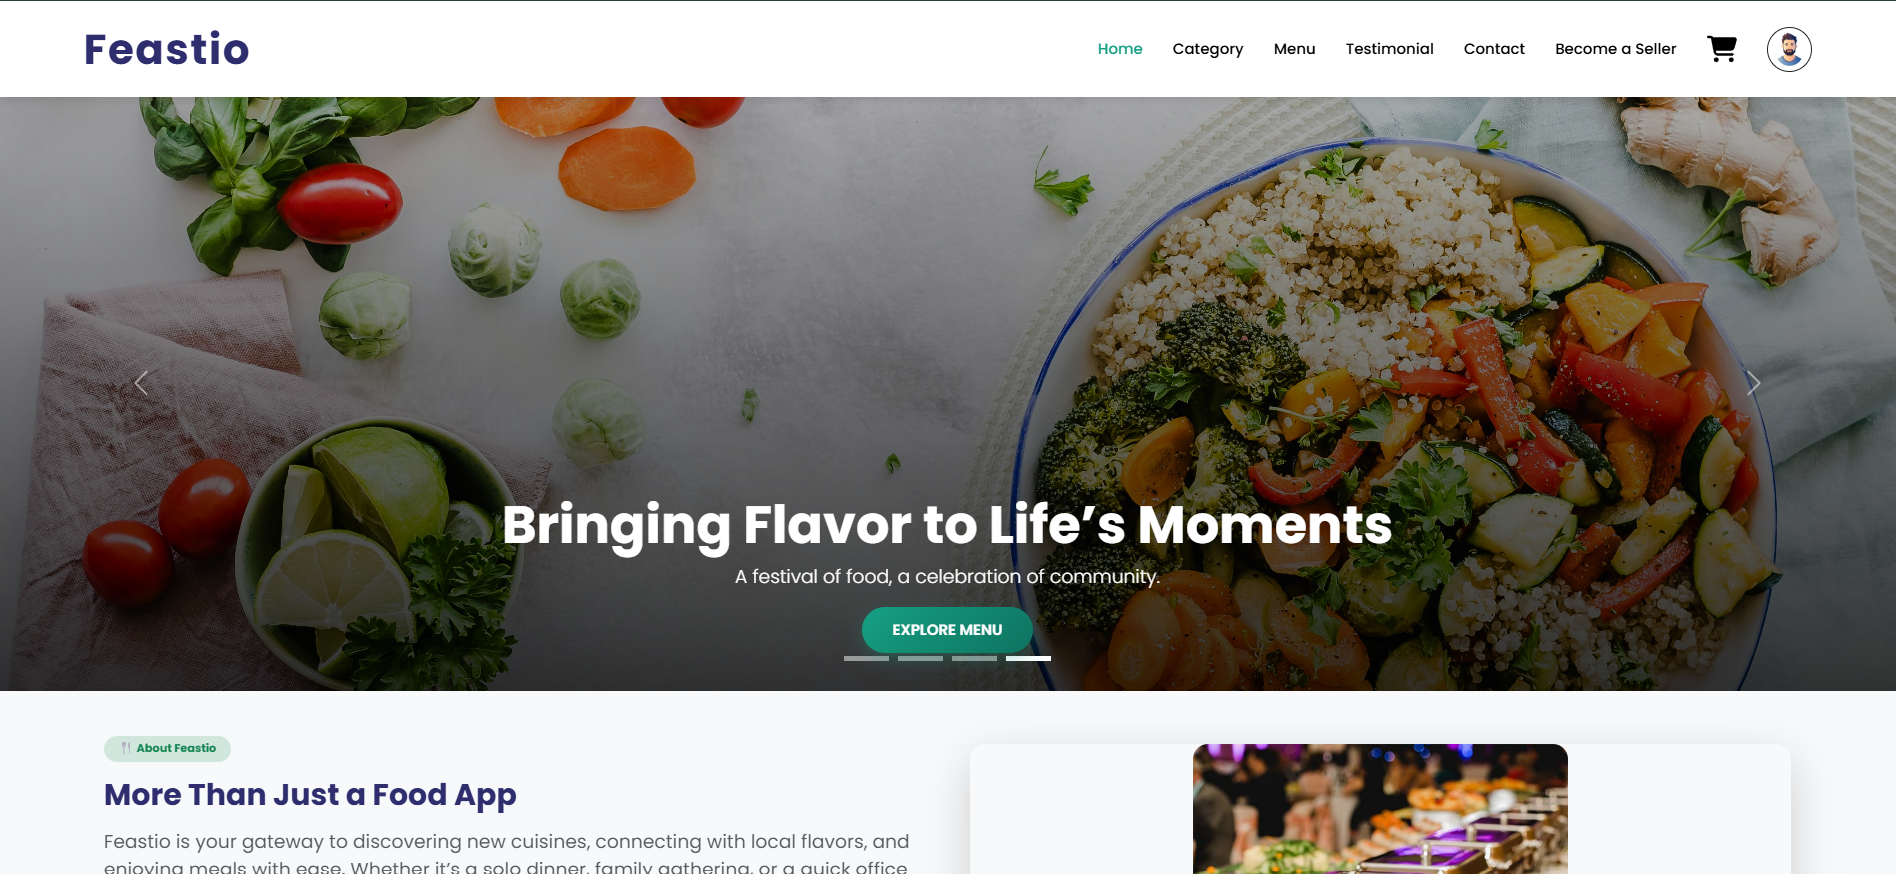 Feastio
Home
Category
Menu
Testimonial
Contact
Become a Seller
Bringing Flavor to Life’s Moments
A festival of food, a celebration of community.
EXPLORE MENU
About Feastio
More Than Just a Food App
Feastio is your gateway to discovering new cuisines, connecting with local flavors, and
enjoying meals with ease. Whether it’s a solo dinner, family gathering, or a quick office